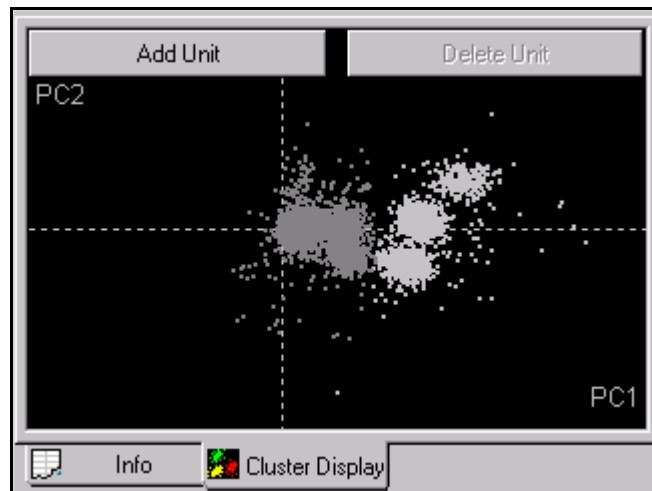 Add Unit
Delete Unit
PC2
PC1
Info
Cluster Display